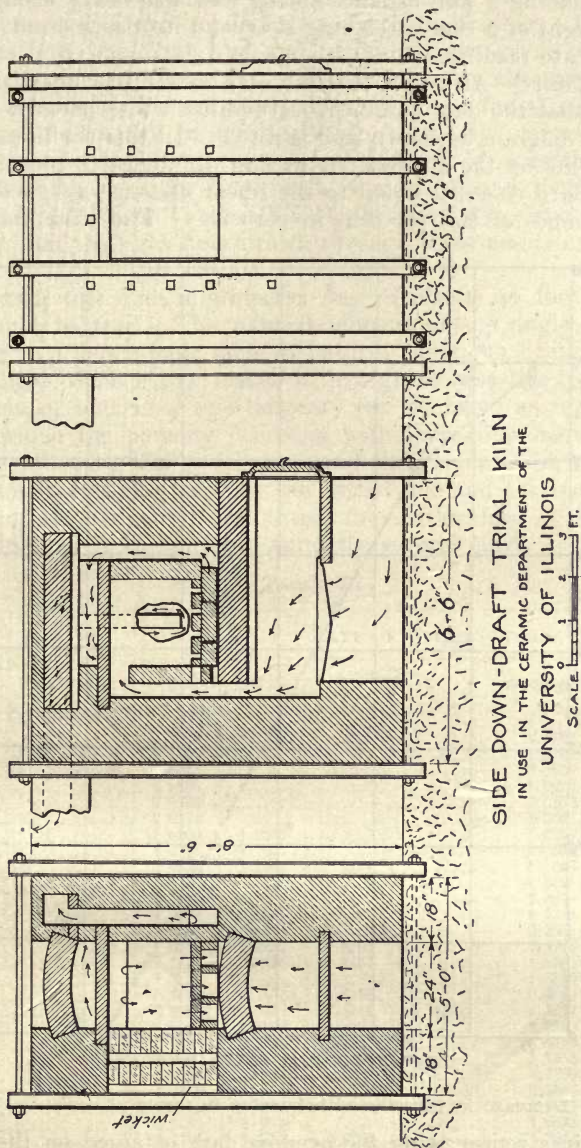 wicket
18"
24"
18"
5'-0"
8'-6"
6'-6"
6'-6"
SIDE DOWN-DRAFT TRIAL KILN
IN USE IN THE CERAMIC DEPARTMENT OF THE
UNIVERSITY OF ILLINOIS
SCALE 0 1 2 3 FT.